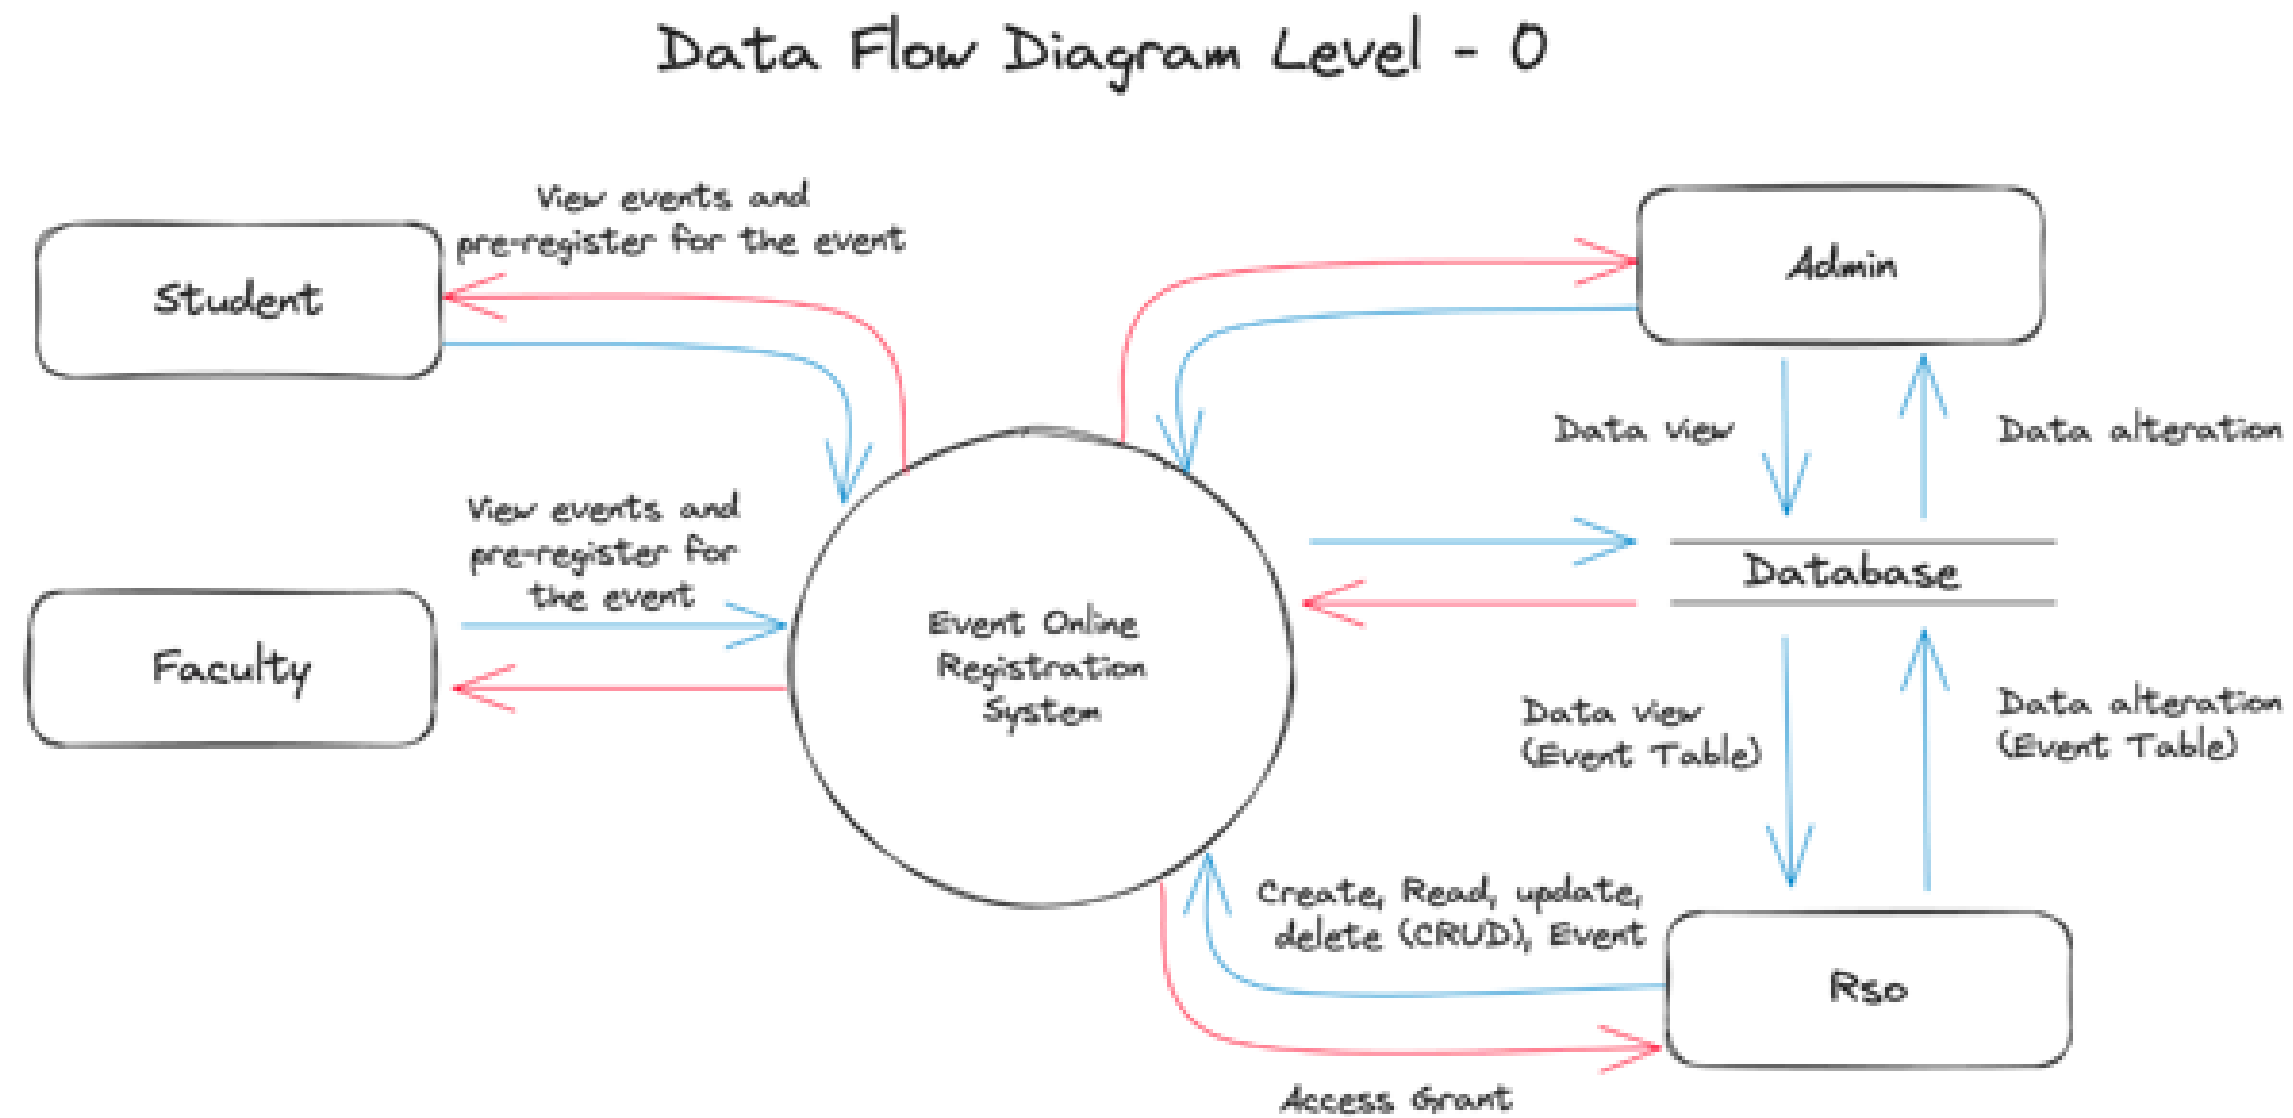 Data Flow Diagram Level - 0
View events and
pre-register for the event
Student
Admin
Data view
Data alteration
View events and
pre-register for
the event
Faculty
Event Online
Registration
System
Database
Data view
(Event Table)
Data alteration
(Event Table)
Create, Read, update,
delete (CRUD), Event
Rso
Access Grant